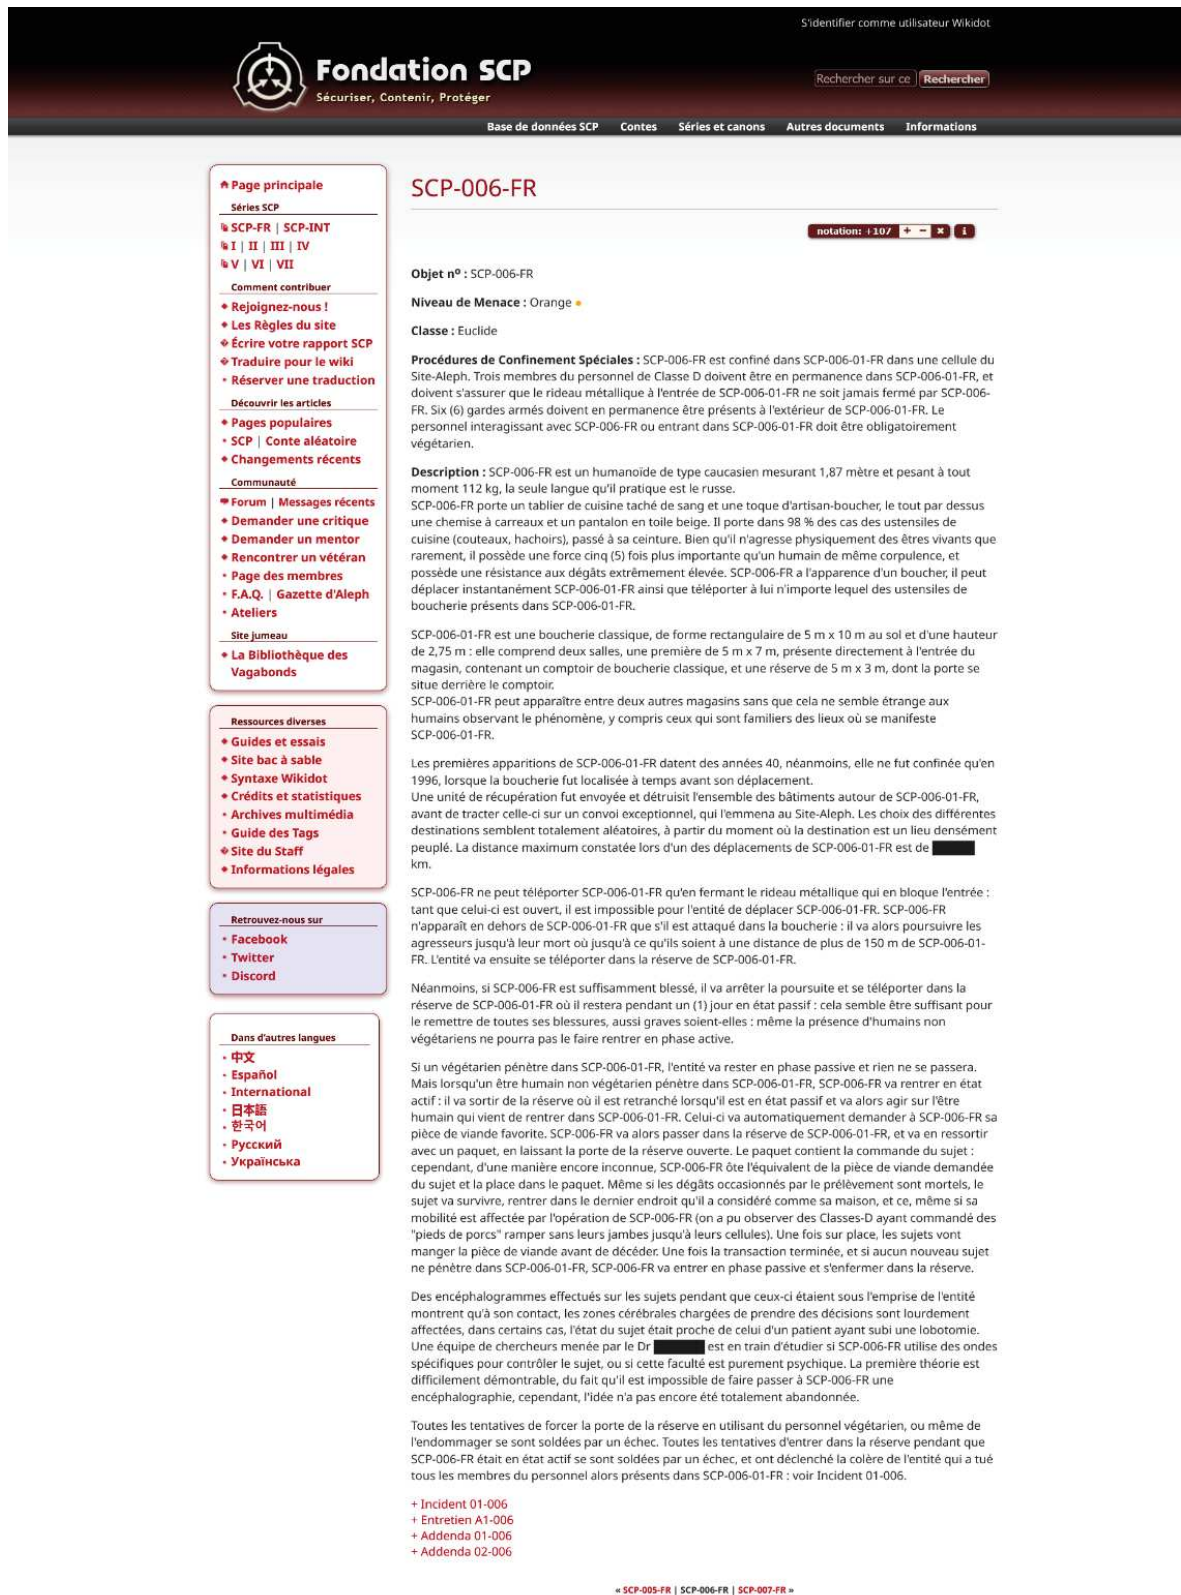 S'identifier comme utilisateur Wikidot
Fondation SCP
Sécuriser, Contenir, Protéger
Rechercher sur ce
Rechercher
Base de données SCP Contes Séries et canons Autres documents Informations
Page principale
Séries SCP
SCP-FR | SCP-INT
I | II | III | IV
V | VI | VII
Comment contribuer
Rejoignez-nous !
Les Règles du site
Écrire votre rapport SCP
Traduire pour le wiki
Réserver une traduction
Découvrir les articles
Pages populaires
SCP | Conte aléatoire
Changements récents
Communauté
Forum | Messages récents
Demander une critique
Demander un mentor
Rencontrer un vétéran
Page des membres
F.A.Q. | Gazette d'Aleph
Ateliers
Site jumeau
La Bibliothèque des
Vagabonds
Ressources diverses
Guides et essais
Site bac à sable
Syntaxe Wikidot
Crédits et statistiques
Archives multimédia
Guide des Tags
Site du Staff
Informations légales
Retrouvez-nous sur
Facebook
Twitter
Discord
Dans d'autres langues
中文
Español
International
日本語
한국어
Русский
Українська
SCP-006-FR
notation: +107 + – × i
Objet nº : SCP-006-FR
Niveau de Menace : Orange ●
Classe : Euclide
Procédures de Confinement Spéciales : SCP-006-FR est confiné dans SCP-006-01-FR dans une cellule du
Site-Aleph. Trois membres du personnel de Classe D doivent être en permanence dans SCP-006-01-FR, et
doivent s'assurer que le rideau métallique à l'entrée de SCP-006-01-FR ne soit jamais fermé par SCP-006-
FR. Six (6) gardes armés doivent en permanence être présents à l'extérieur de SCP-006-01-FR. Le
personnel interagissant avec SCP-006-FR ou entrant dans SCP-006-01-FR doit être obligatoirement
végétarien.
Description : SCP-006-FR est un humanoïde de type caucasien mesurant 1,87 mètre et pesant à tout
moment 112 kg, la seule langue qu'il pratique est le russe.
SCP-006-FR porte un tablier de cuisine taché de sang et une toque d'artisan-boucher, le tout par dessus
une chemise à carreaux et un pantalon en toile beige. Il porte dans 98 % des cas des ustensiles de
cuisine (couteaux, hachoirs), passé à sa ceinture. Bien qu'il n'agresse physiquement des êtres vivants que
rarement, il possède une force cinq (5) fois plus importante qu'un humain de même corpulence, et
possède une résistance aux dégâts extrêmement élevée. SCP-006-FR a l'apparence d'un boucher, il peut
déplacer instantanément SCP-006-01-FR ainsi que téléporter à lui n'importe lequel des ustensiles de
boucherie présents dans SCP-006-01-FR.
SCP-006-01-FR est une boucherie classique, de forme rectangulaire de 5 m x 10 m au sol et d'une hauteur
de 2,75 m : elle comprend deux salles, une première de 5 m x 7 m, présente directement à l'entrée du
magasin, contenant un comptoir de boucherie classique, et une réserve de 5 m x 3 m, dont la porte se
situe derrière le comptoir.
SCP-006-01-FR peut apparaître entre deux autres magasins sans que cela ne semble étrange aux
humains observant le phénomène, y compris ceux qui sont familiers des lieux où se manifeste
SCP-006-01-FR.
Les premières apparitions de SCP-006-01-FR datent des années 40, néanmoins, elle ne fut confinée qu'en
1996, lorsque la boucherie fut localisée à temps avant son déplacement.
Une unité de récupération fut envoyée et détruisit l'ensemble des bâtiments autour de SCP-006-01-FR,
avant de tracter celle-ci sur un convoi exceptionnel, qui l'emmena au Site-Aleph. Les choix des différentes
destinations semblent totalement aléatoires, à partir du moment où la destination est un lieu densément
peuplé. La distance maximum constatée lors d'un des déplacements de SCP-006-01-FR est de
km.
SCP-006-FR ne peut téléporter SCP-006-01-FR qu'en fermant le rideau métallique qui en bloque l'entrée :
tant que celui-ci est ouvert, il est impossible pour l'entité de déplacer SCP-006-01-FR. SCP-006-FR
n'apparaît en dehors de SCP-006-01-FR que s'il est attaqué dans la boucherie : il va alors poursuivre les
agresseurs jusqu'à leur mort où jusqu'à ce qu'ils soient à une distance de plus de 150 m de SCP-006-01-
FR. L'entité va ensuite se téléporter dans la réserve de SCP-006-01-FR.
Néanmoins, si SCP-006-FR est suffisamment blessé, il va arrêter la poursuite et se téléporter dans la
réserve de SCP-006-01-FR où il restera pendant un (1) jour en état passif : cela semble être suffisant pour
le remettre de toutes ses blessures, aussi graves soient-elles : même la présence d'humains non
végétariens ne pourra pas le faire rentrer en phase active.
Si un végétarien pénètre dans SCP-006-01-FR, l'entité va rester en phase passive et rien ne se passera.
Mais lorsqu'un être humain non végétarien pénètre dans SCP-006-01-FR, SCP-006-FR va rentrer en état
actif : il va sortir de la réserve où il est retranché lorsqu'il est en état passif et va alors agir sur l'être
humain qui vient de rentrer dans SCP-006-01-FR. Celui-ci va automatiquement demander à SCP-006-FR sa
pièce de viande favorite. SCP-006-FR va alors passer dans la réserve de SCP-006-01-FR, et va en ressortir
avec un paquet, en laissant la porte de la réserve ouverte. Le paquet contient la commande du sujet :
cependant, d'une manière encore inconnue, SCP-006-FR ôte l'équivalent de la pièce de viande demandée
du sujet et la place dans le paquet. Même si les dégâts occasionnés par le prélèvement sont mortels, le
sujet va survivre, rentrer dans le dernier endroit qu'il a considéré comme sa maison, et ce, même si sa
mobilité est affectée par l'opération de SCP-006-FR (on a pu observer des Classes-D ayant commandé des
"pieds de porcs" ramper sans leurs jambes jusqu'à leurs cellules). Une fois sur place, les sujets vont
manger la pièce de viande avant de décéder. Une fois la transaction terminée, et si aucun nouveau sujet
ne pénètre dans SCP-006-01-FR, SCP-006-FR va entrer en phase passive et s'enfermer dans la réserve.
Des encéphalogrammes effectués sur les sujets pendant que ceux-ci étaient sous l'emprise de l'entité
montrent qu'à son contact, les zones cérébrales chargées de prendre des décisions sont lourdement
affectées, dans certains cas, l'état du sujet était proche de celui d'un patient ayant subi une lobotomie.
Une équipe de chercheurs menée par le Dr est en train d'étudier si SCP-006-FR utilise des ondes
spécifiques pour contrôler le sujet, ou si cette faculté est purement psychique. La première théorie est
difficilement démontrable, du fait qu'il est impossible de faire passer à SCP-006-FR une
encéphalographie, cependant, l'idée n'a pas encore été totalement abandonnée.
Toutes les tentatives de forcer la porte de la réserve en utilisant du personnel végétarien, ou même de
l'endommager se sont soldées par un échec. Toutes les tentatives d'entrer dans la réserve pendant que
SCP-006-FR était en état actif se sont soldées par un échec, et ont déclenché la colère de l'entité qui a tué
tous les membres du personnel alors présents dans SCP-006-01-FR : voir Incident 01-006.
+ Incident 01-006
+ Entretien A1-006
+ Addenda 01-006
+ Addenda 02-006
« SCP-005-FR | SCP-006-FR | SCP-007-FR »